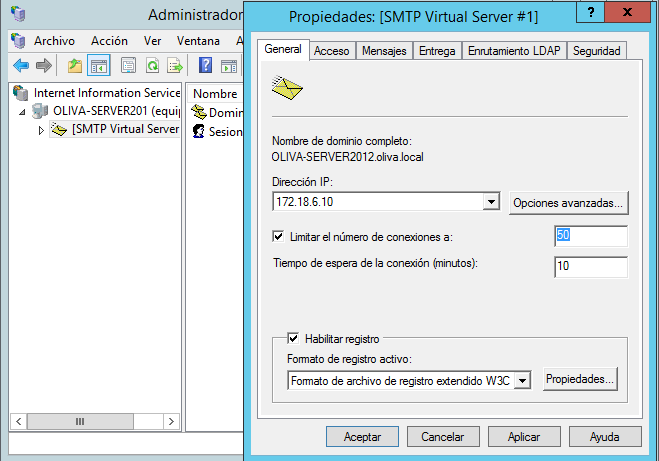 Administrador
Archivo Acción Ver Ventana A
Internet Information Service
OLIVA-SERVER201 (equi
[SMTP Virtual Server
Nombre
Domin
Sesion
Propiedades: [SMTP Virtual Server #1]
? x
General Acceso Mensajes Entrega Enrutamiento LDAP Seguridad
Nombre de dominio completo:
OLIVA-SERVER2012.oliva.local
Dirección IP:
172.18.6.10
Opciones avanzadas...
Limitar el número de conexiones a:
50
Tiempo de espera de la conexión (minutos):
10
Habilitar registro
Formato de registro activo:
Formato de archivo de registro extendido W3C
Propiedades...
Aceptar Cancelar Aplicar Ayuda